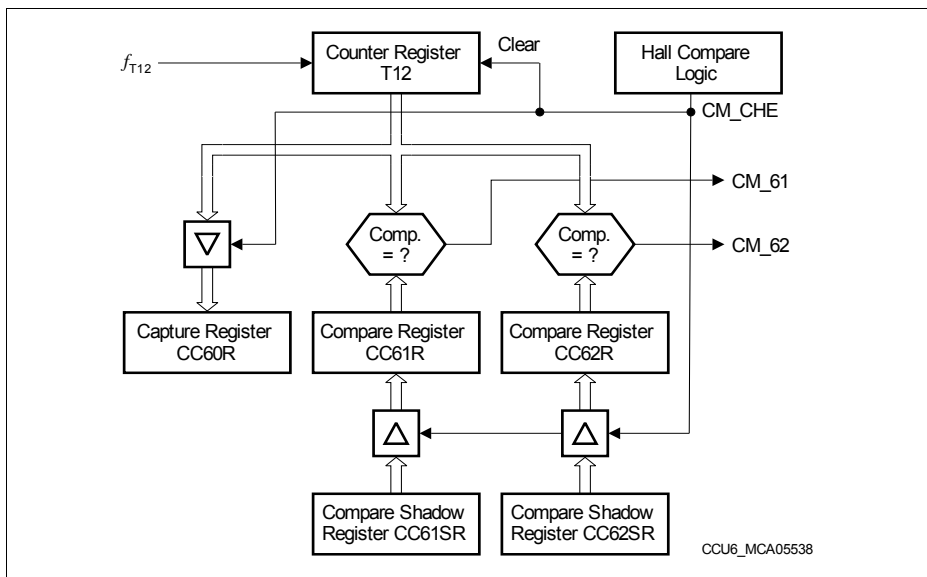 f T12
Counter Register
T12
Clear
Hall Compare
Logic
CM_CHE
CM_61
Comp.
= ?
Comp.
= ?
CM_62
Capture Register
CC60R
Compare Register
CC61R
Compare Register
CC62R
Compare Shadow
Register CC61SR
Compare Shadow
Register CC62SR
CCU6_MCA05538